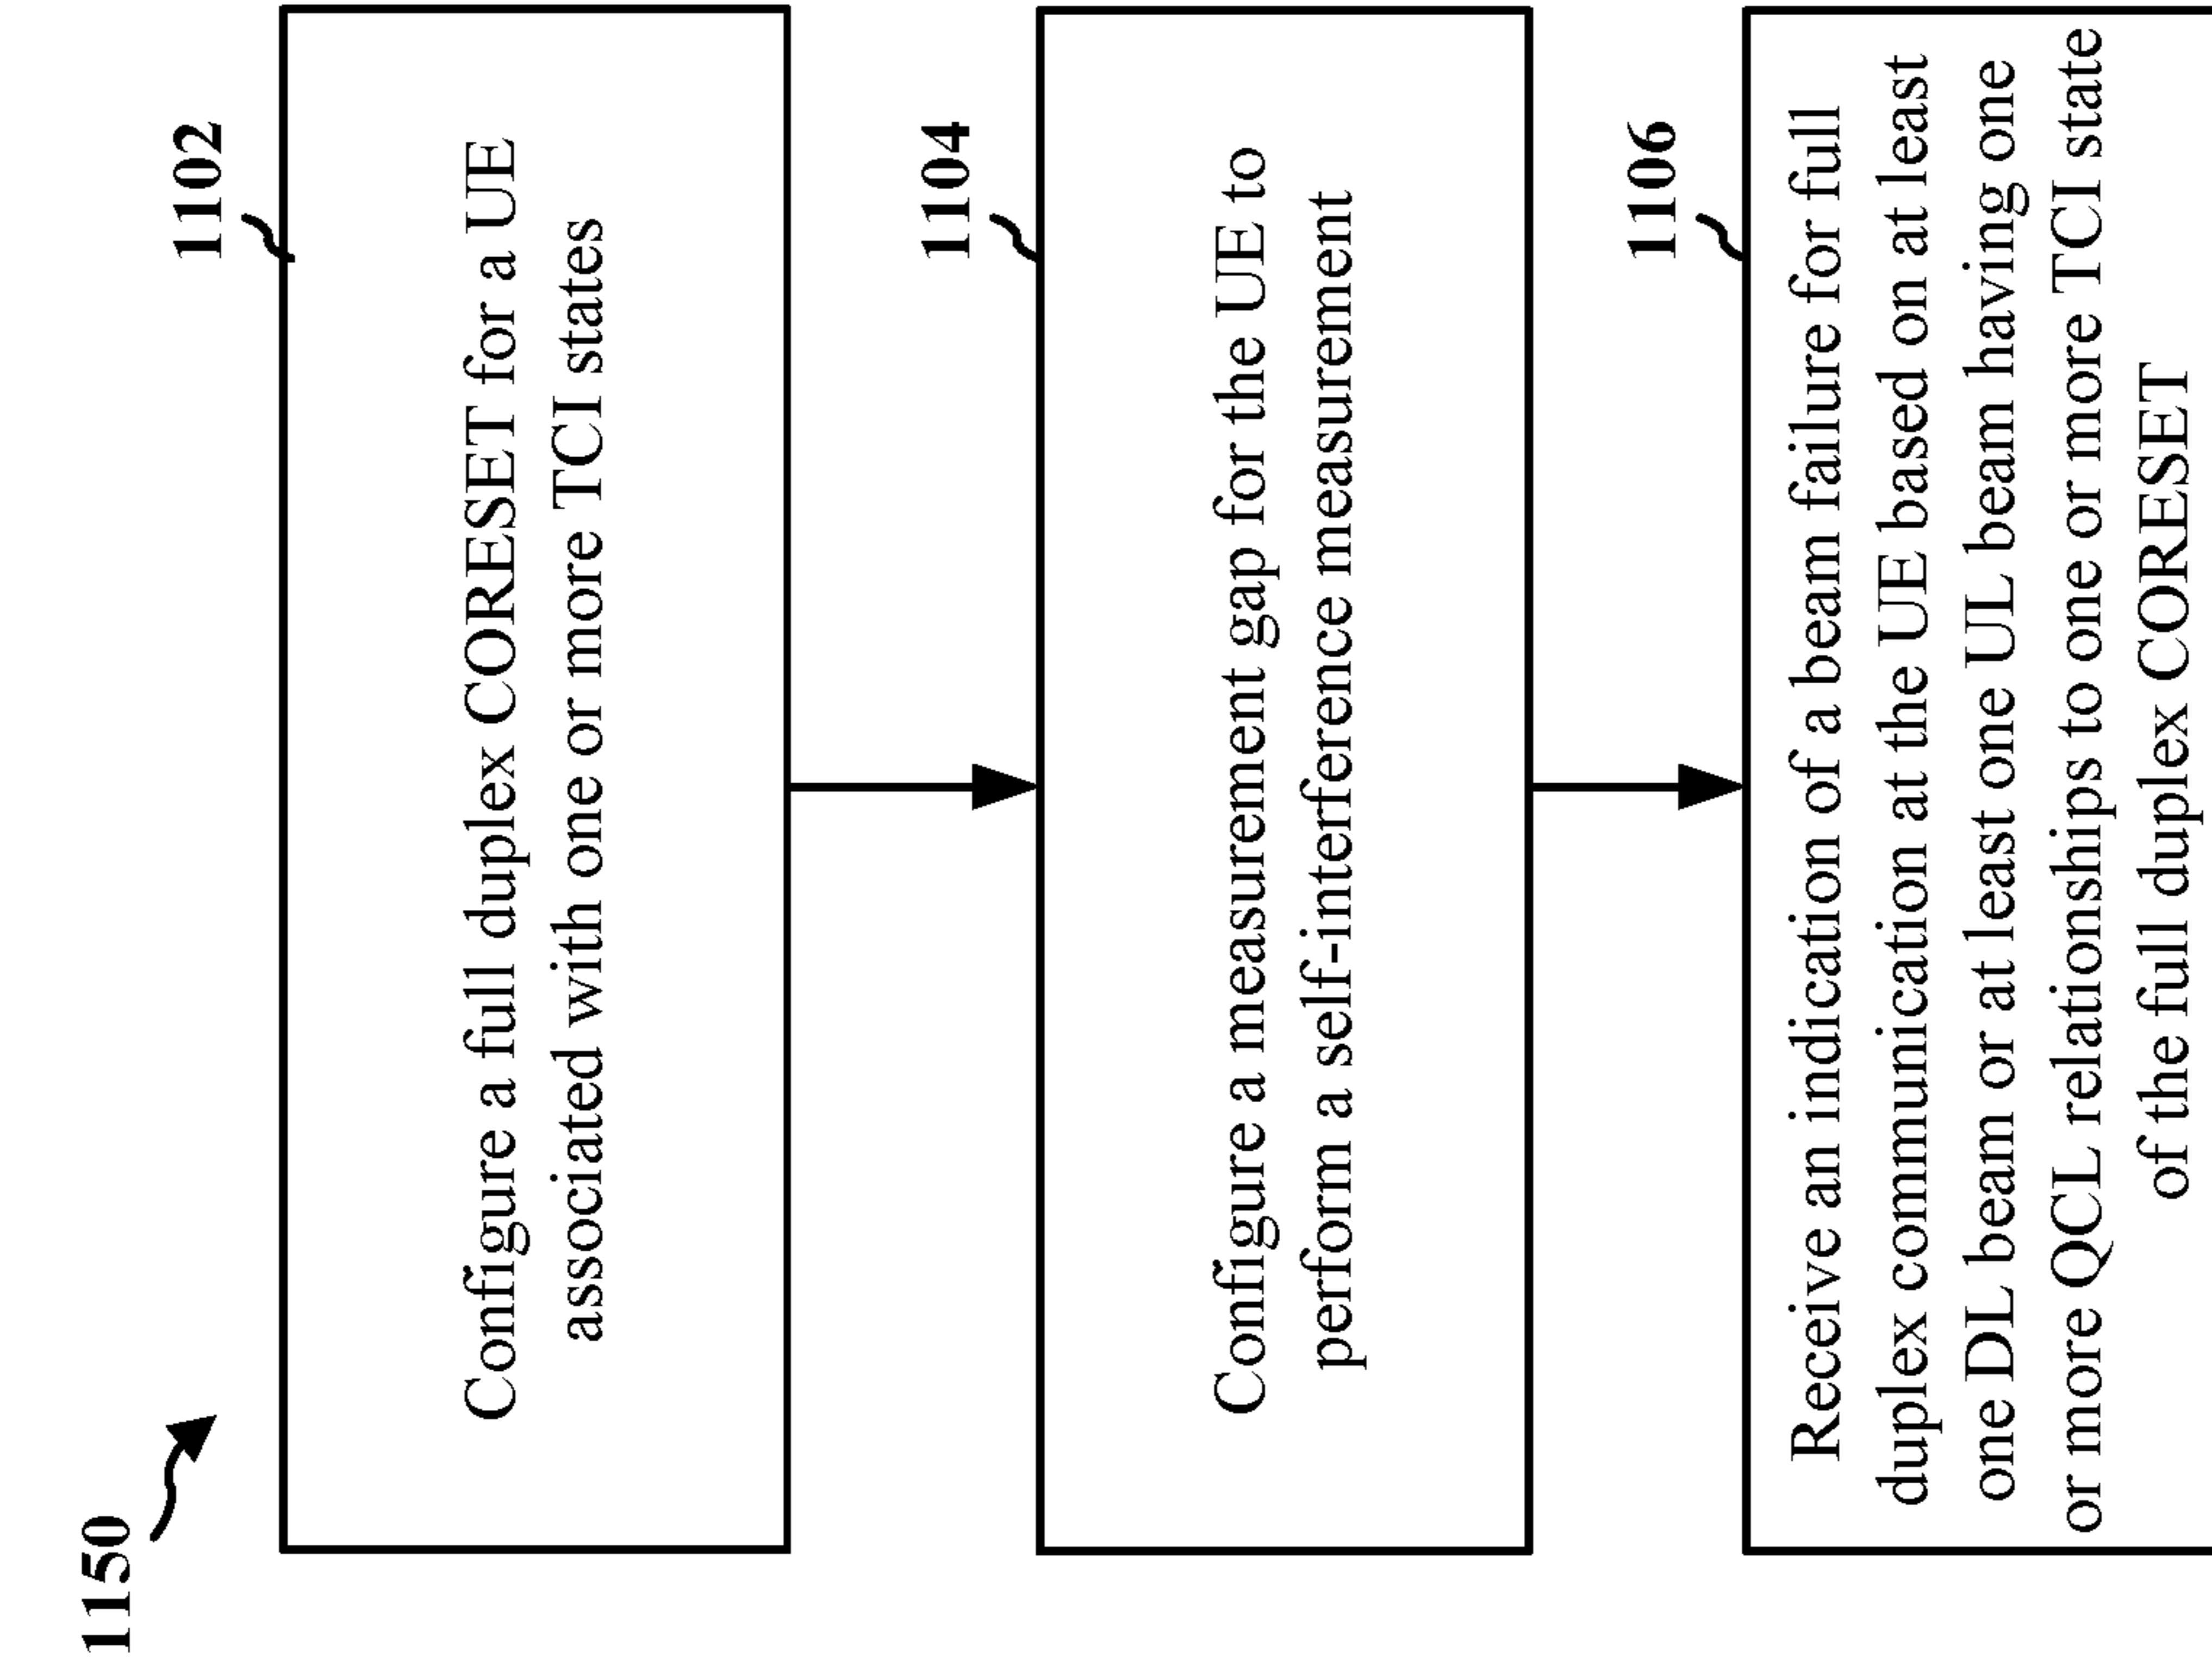 1150
1102
Configure a full duplex CORESET for a UE
associated with one or more TCI states
1104
Configure a measurement gap for the UE to
perform a self-interference measurement
1106
Receive an indication of a beam failure for full
duplex communication at the UE based on at least
one DL beam or at least one UL beam having one
or more QCL relationships to one or more TCI state
of the full duplex CORESET